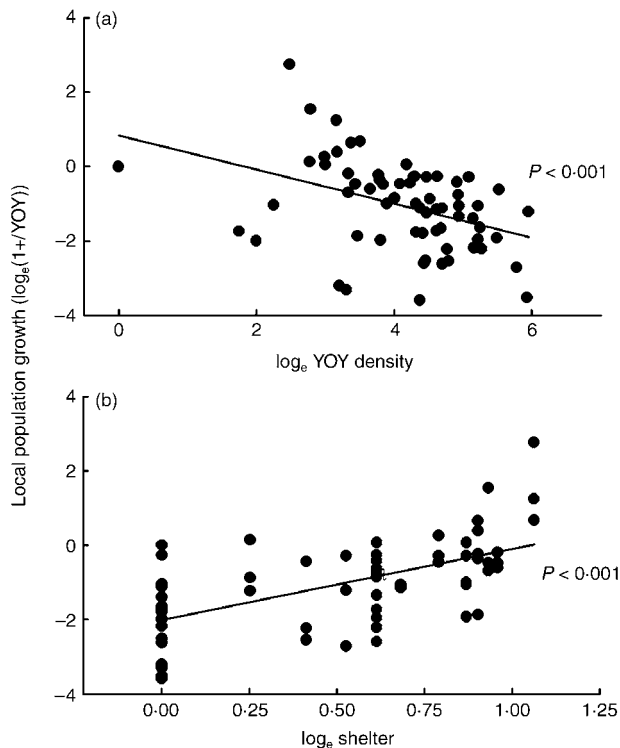 Local population growth (logₑ(1+/YOY))
(a)
4
2
0
−2
−4
P < 0·001
0 2 4 6
logₑ YOY density
(b)
4
2
0
−2
−4
P < 0·001
0·00 0·25 0·50 0·75 1·00 1·25
logₑ shelter